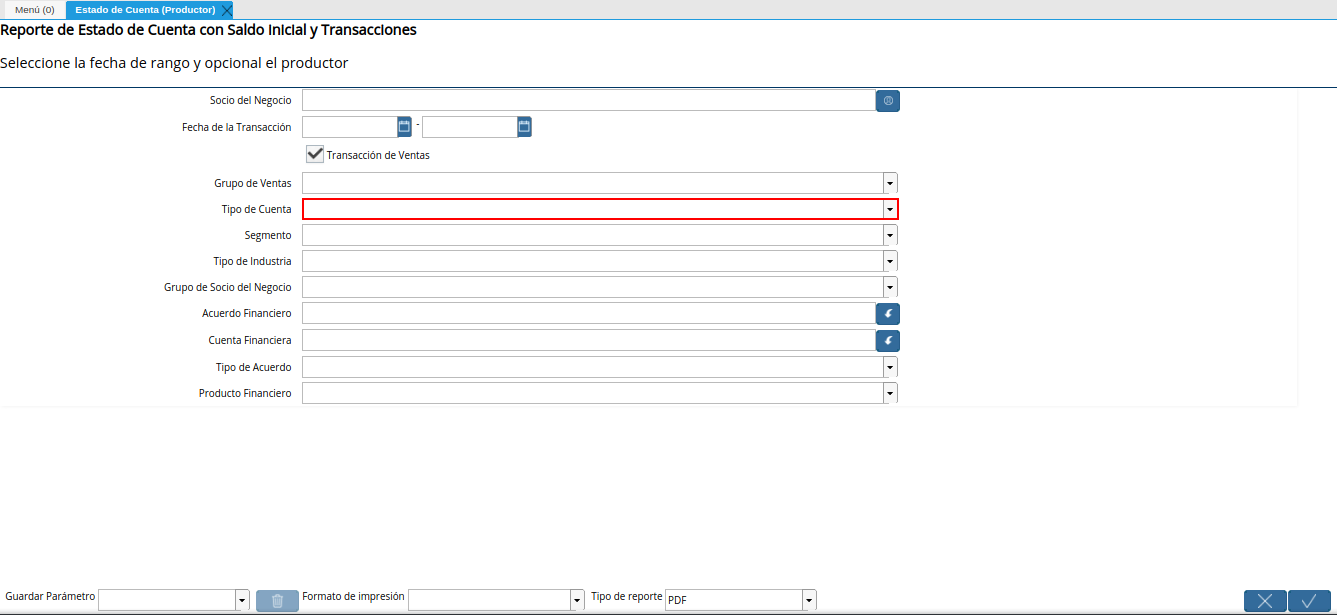 Menú (0) Estado de Cuenta (Productor)
Reporte de Estado de Cuenta con Saldo Inicial y Transacciones
Seleccione la fecha de rango y opcional el productor
Socio del Negocio
Fecha de la Transacción -
Transacción de Ventas
Grupo de Ventas
Tipo de Cuenta
Segmento
Tipo de Industria
Grupo de Socio del Negocio
Acuerdo Financiero
Cuenta Financiera
Tipo de Acuerdo
Producto Financiero
Guardar Parámetro Formato de impresión Tipo de reporte PDF